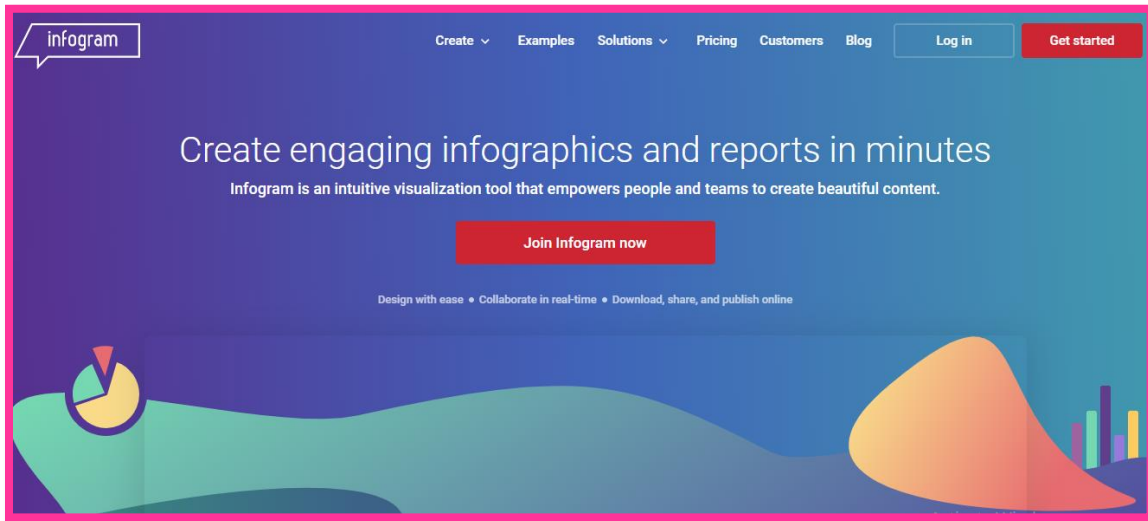 infogram
Create Examples Solutions Pricing Customers Blog Log in Get started
Create engaging infographics and reports in minutes
Infogram is an intuitive visualization tool that empowers people and teams to create beautiful content.
Join Infogram now
Design with ease • Collaborate in real-time • Download, share, and publish online